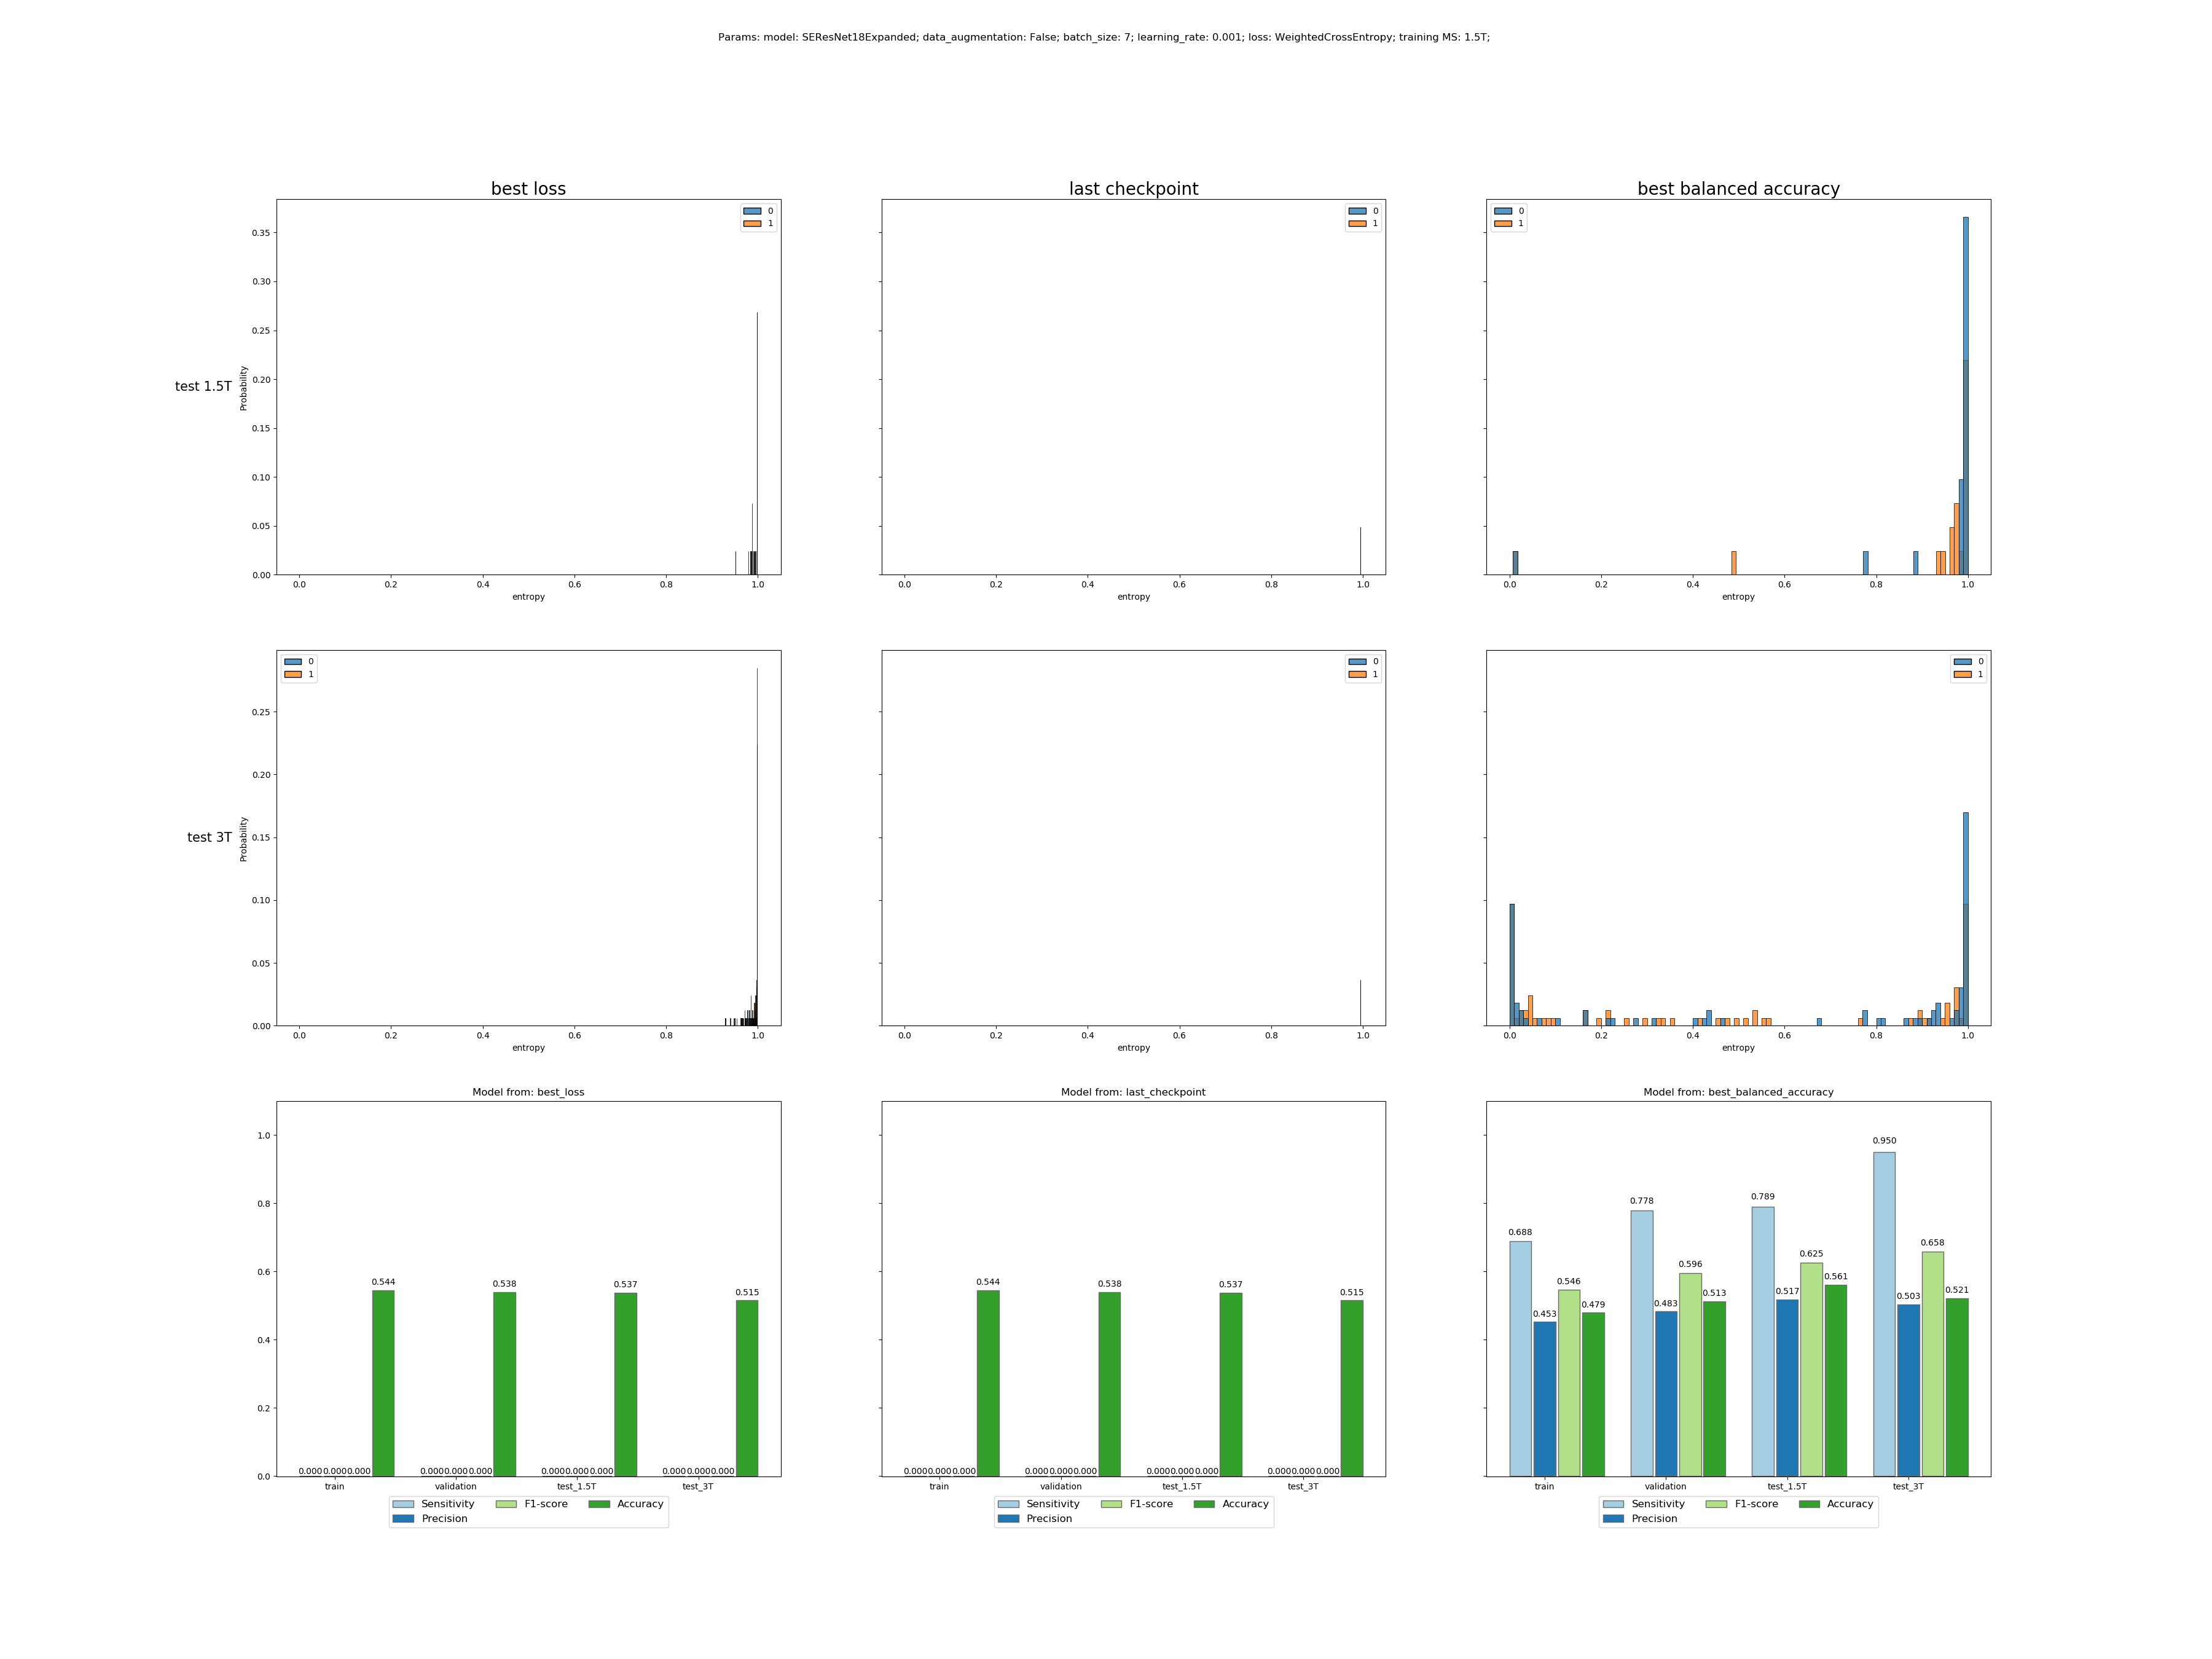 Params: model: SEResNet18Expanded; data_augmentation: False; batch_size: 7; learning_rate: 0.001; loss: WeightedCrossEntropy; training MS: 1.5T;
best loss
last checkpoint
best balanced accuracy
test 1.5T
Probability
0.35
0.30
0.25
0.20
0.15
0.10
0.05
0.00
0
1
0.0 0.2 0.4 0.6 0.8 1.0
entropy
0
1
0.0 0.2 0.4 0.6 0.8 1.0
entropy
0
1
0.0 0.2 0.4 0.6 0.8 1.0
entropy
test 3T
Probability
0.25
0.20
0.15
0.10
0.05
0.00
0
1
0.0 0.2 0.4 0.6 0.8 1.0
entropy
0
1
0.0 0.2 0.4 0.6 0.8 1.0
entropy
0
1
0.0 0.2 0.4 0.6 0.8 1.0
entropy
Model from: best_loss
1.0
0.8
0.6
0.4
0.2
0.0
0.544 0.538 0.537 0.515
0.000 0.000 0.000 0.000 0.000 0.000 0.000 0.000 0.000 0.000 0.000 0.000
train validation test_1.5T test_3T
Sensitivity F1-score Accuracy
Precision
Model from: last_checkpoint
0.544 0.538 0.537 0.515
0.000 0.000 0.000 0.000 0.000 0.000 0.000 0.000 0.000 0.000 0.000 0.000
train validation test_1.5T test_3T
Sensitivity F1-score Accuracy
Precision
Model from: best_balanced_accuracy
0.688 0.453 0.546 0.479
0.778 0.483 0.596 0.513
0.789 0.517 0.625 0.561
0.950 0.503 0.658 0.521
train validation test_1.5T test_3T
Sensitivity F1-score Accuracy
Precision